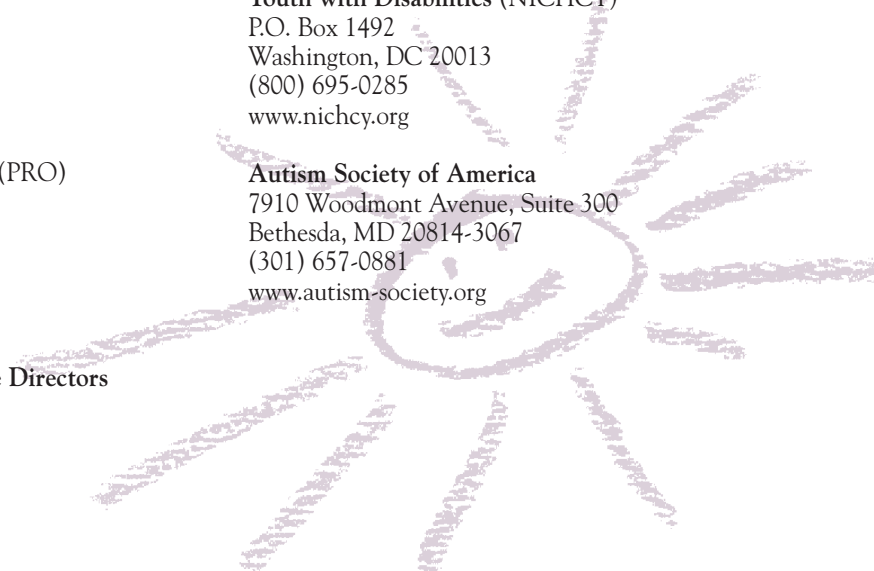 Youth with Disabilities (NICHCY)
P.O. Box 1492
Washington, DC 20013
(800) 695-0285
www.nichcy.org
(PRO)
Autism Society of America
7910 Woodmont Avenue, Suite 300
Bethesda, MD 20814-3067
(301) 657-0881
www.autism-society.org
Directors